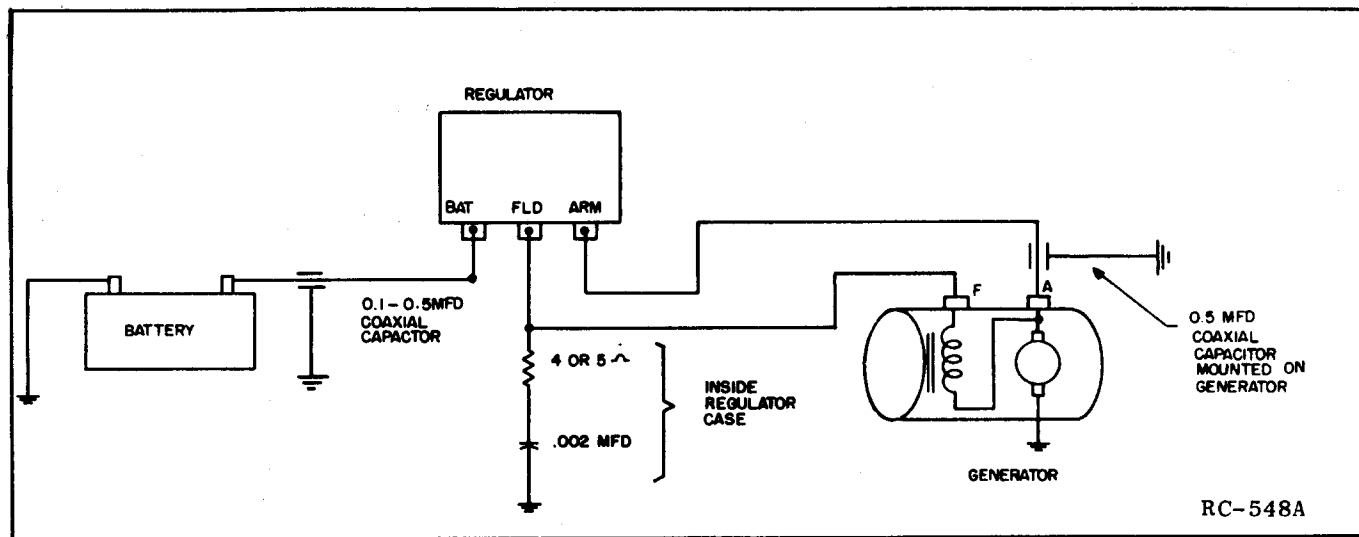 REGULATOR
BAT FLD ARM
BATTERY
0.1-0.5MFD
COAXIAL
CAPACTOR
4 OR 5 Ω
.002 MFD
INSIDE
REGULATOR
CASE
F A
0.5 MFD
COAXIAL
CAPACITOR
MOUNTED ON
GENERATOR
GENERATOR
RC-548A